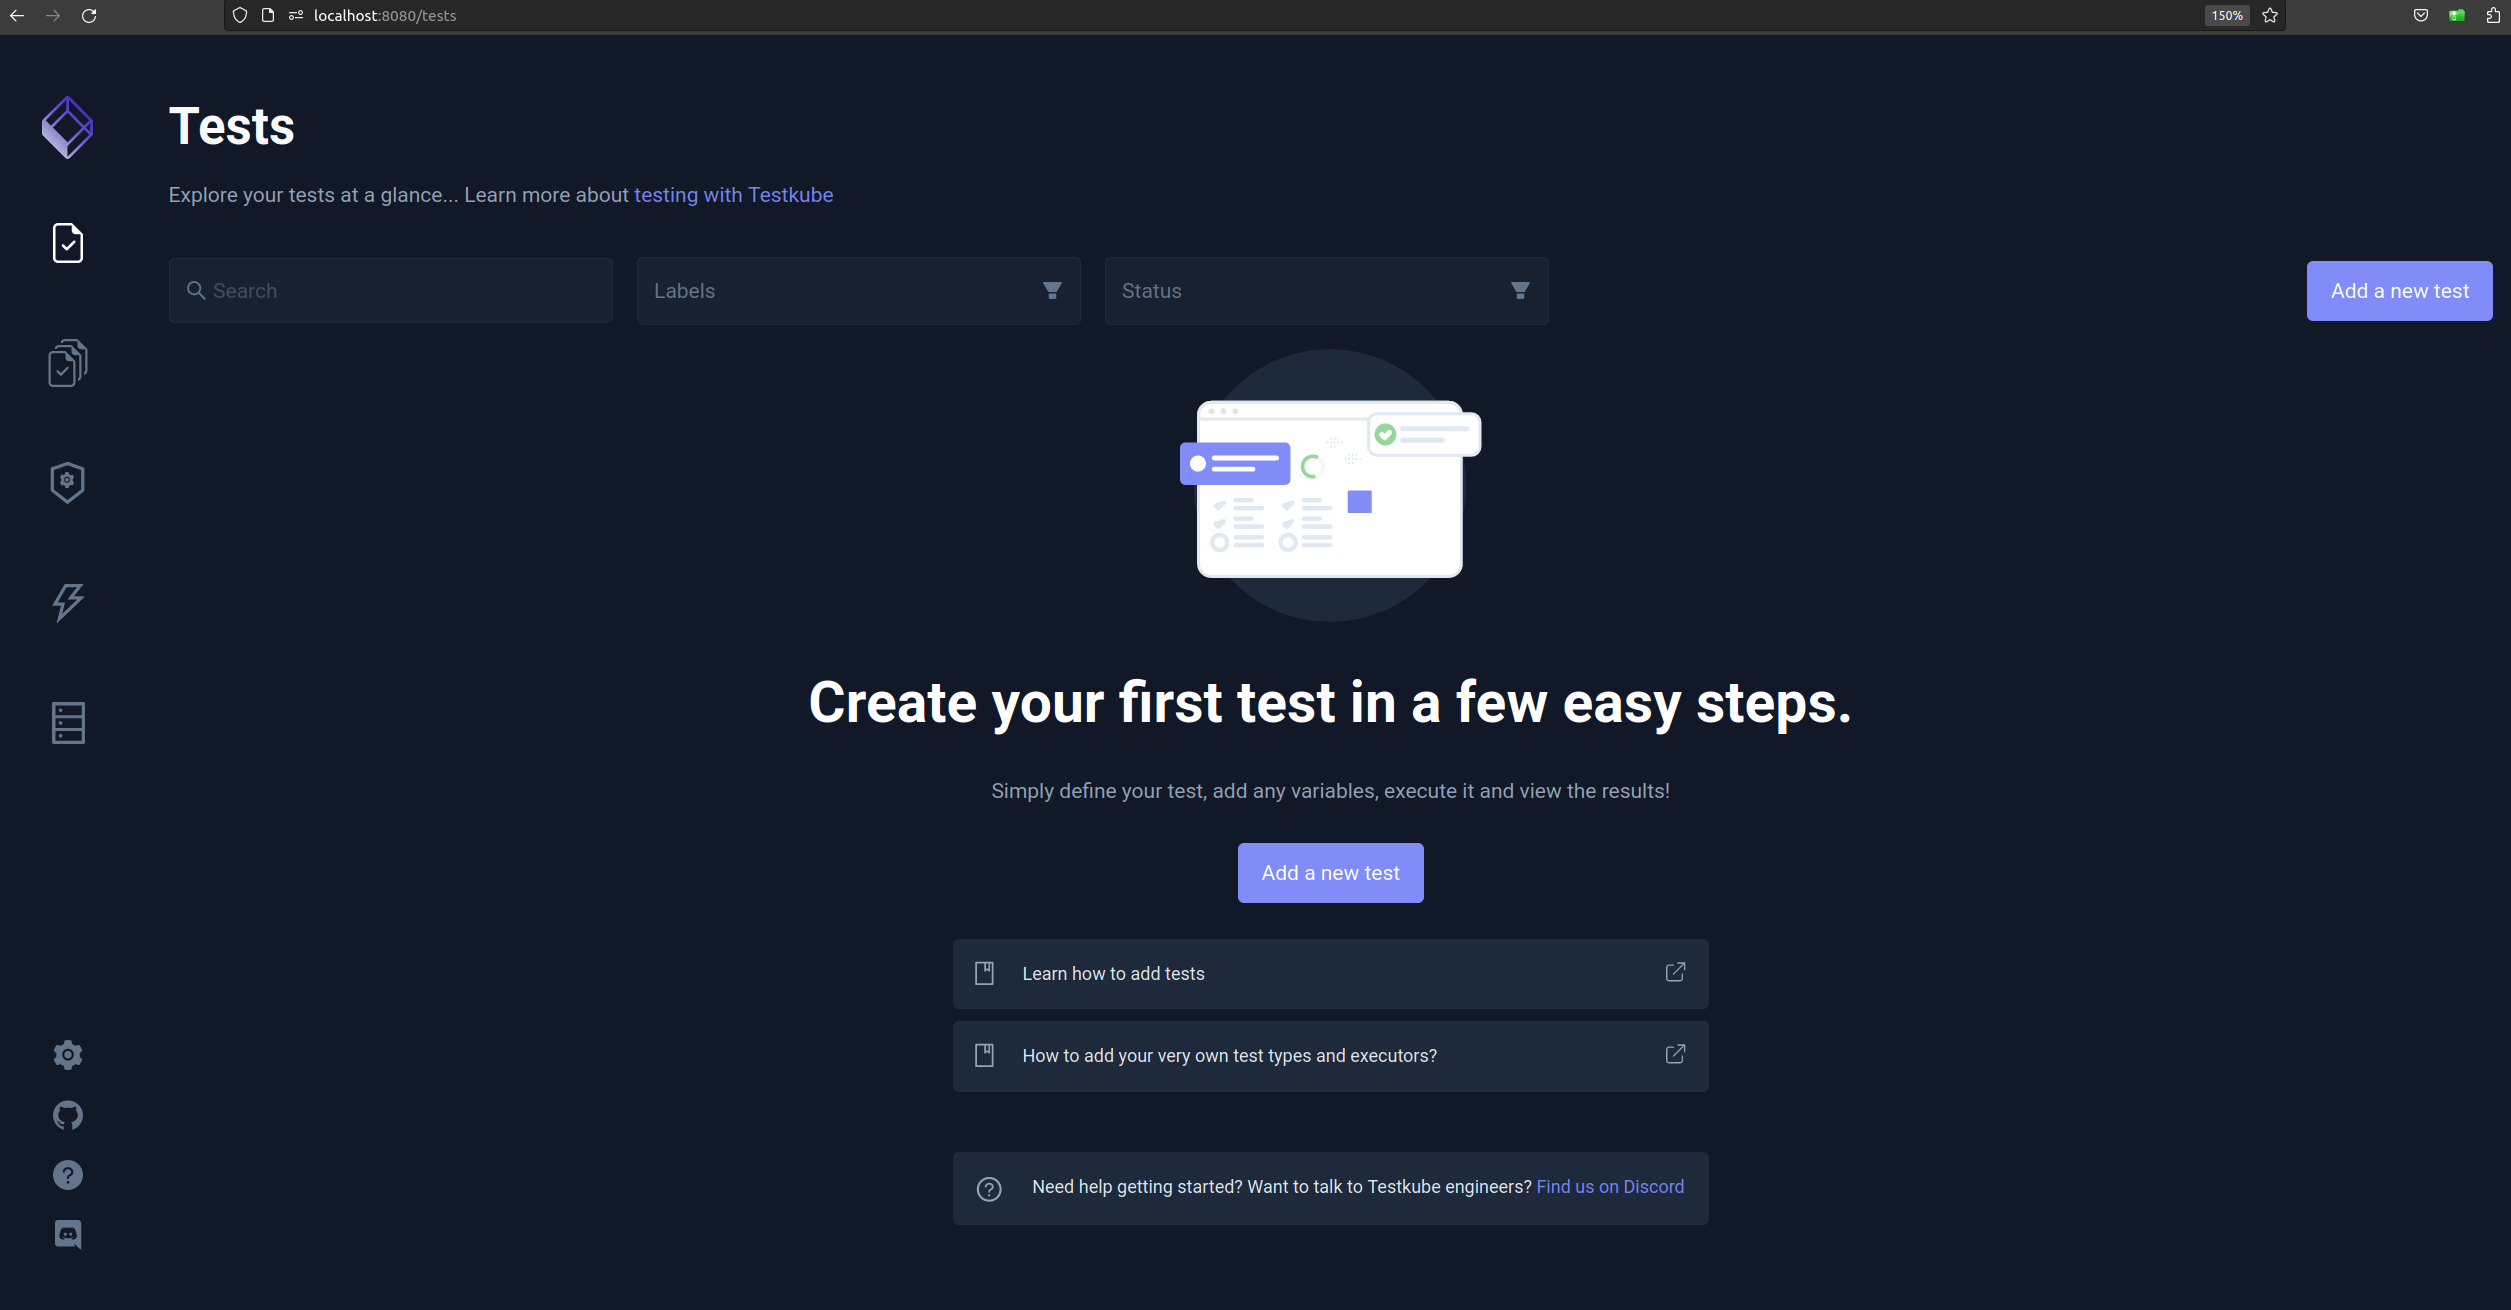 localhost:8080/tests
150%
Tests
Explore your tests at a glance... Learn more about testing with Testkube
Search
Labels
Status
Add a new test
Create your first test in a few easy steps.
Simply define your test, add any variables, execute it and view the results!
Add a new test
Learn how to add tests
How to add your very own test types and executors?
Need help getting started? Want to talk to Testkube engineers? Find us on Discord